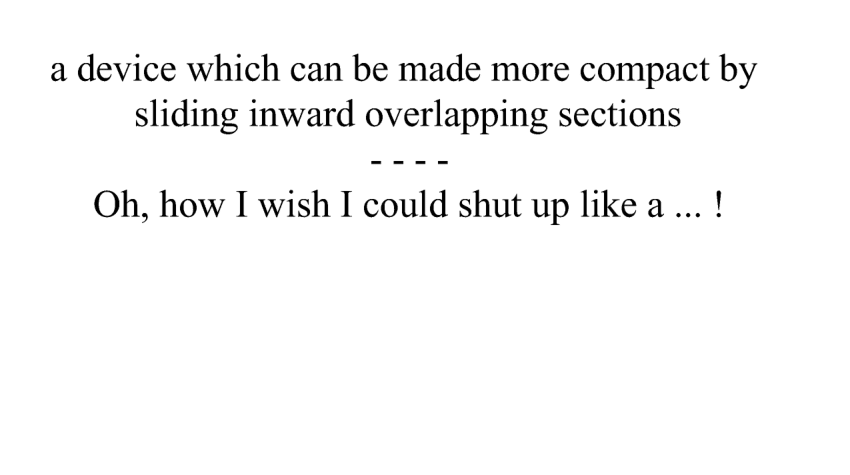 a device which can be made more compact by
sliding inward overlapping sections
- - - -
Oh, how I wish I could shut up like a ... !